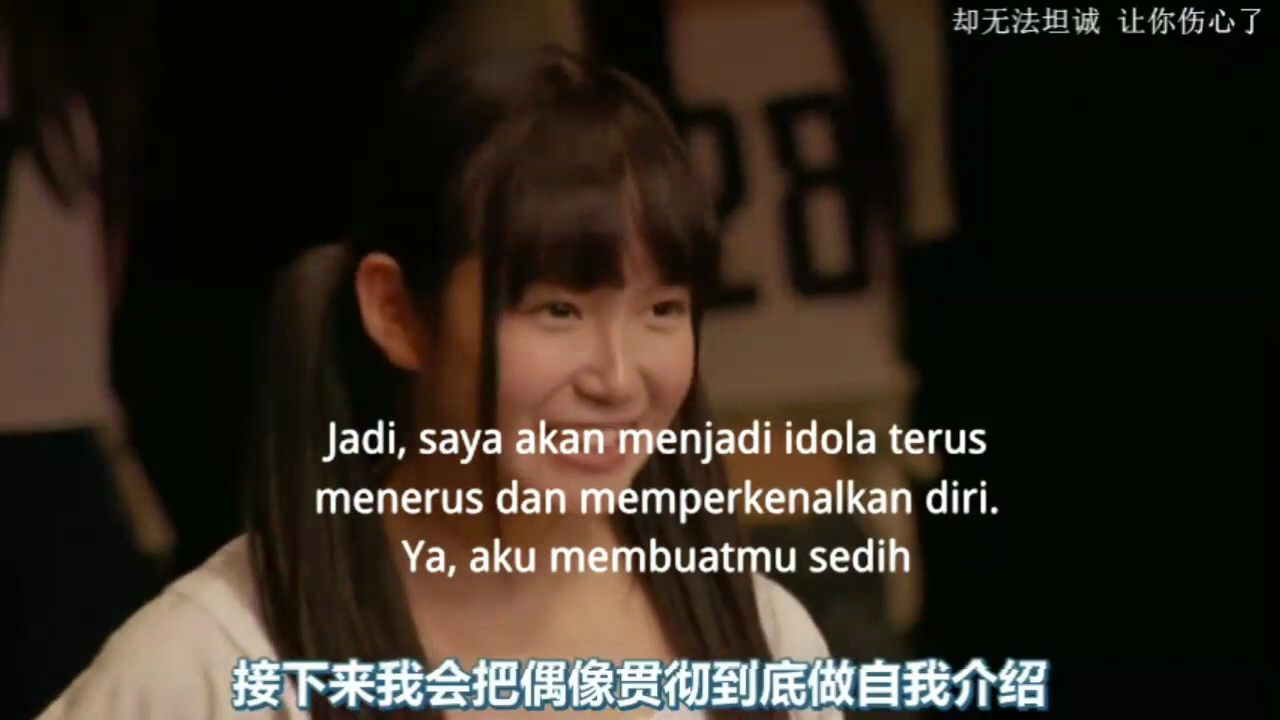 却无法坦诚 让你伤心了
28
Jadi, saya akan menjadi idola terus
menerus dan memperkenalkan diri.
Ya, aku membuatmu sedih
接下来我会把偶像贯彻到底做自我介绍